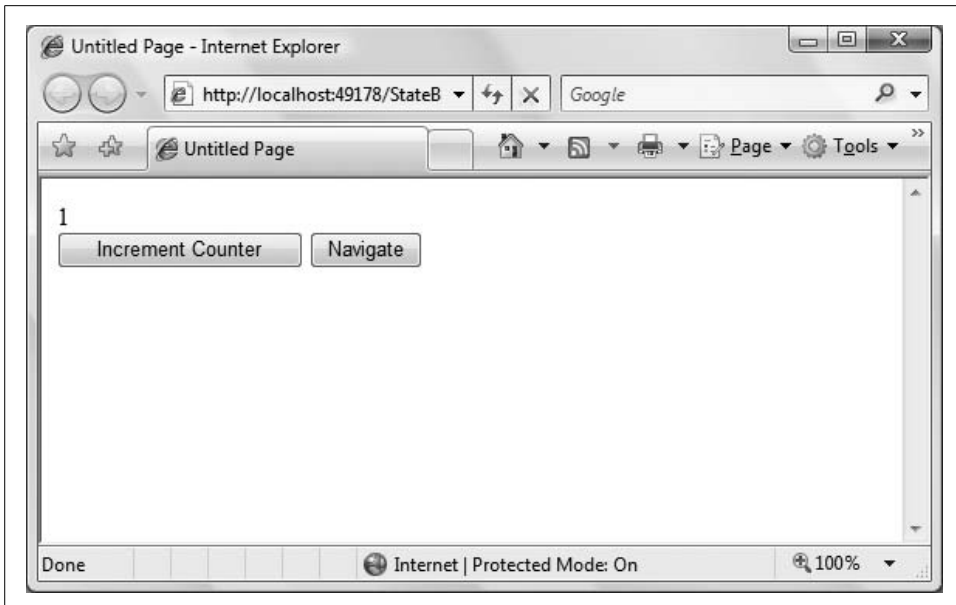 Untitled Page - Internet Explorer
http://localhost:49178/StateB
Google
Untitled Page
Page
Tools
1
Increment Counter
Navigate
Done
Internet | Protected Mode: On
100%